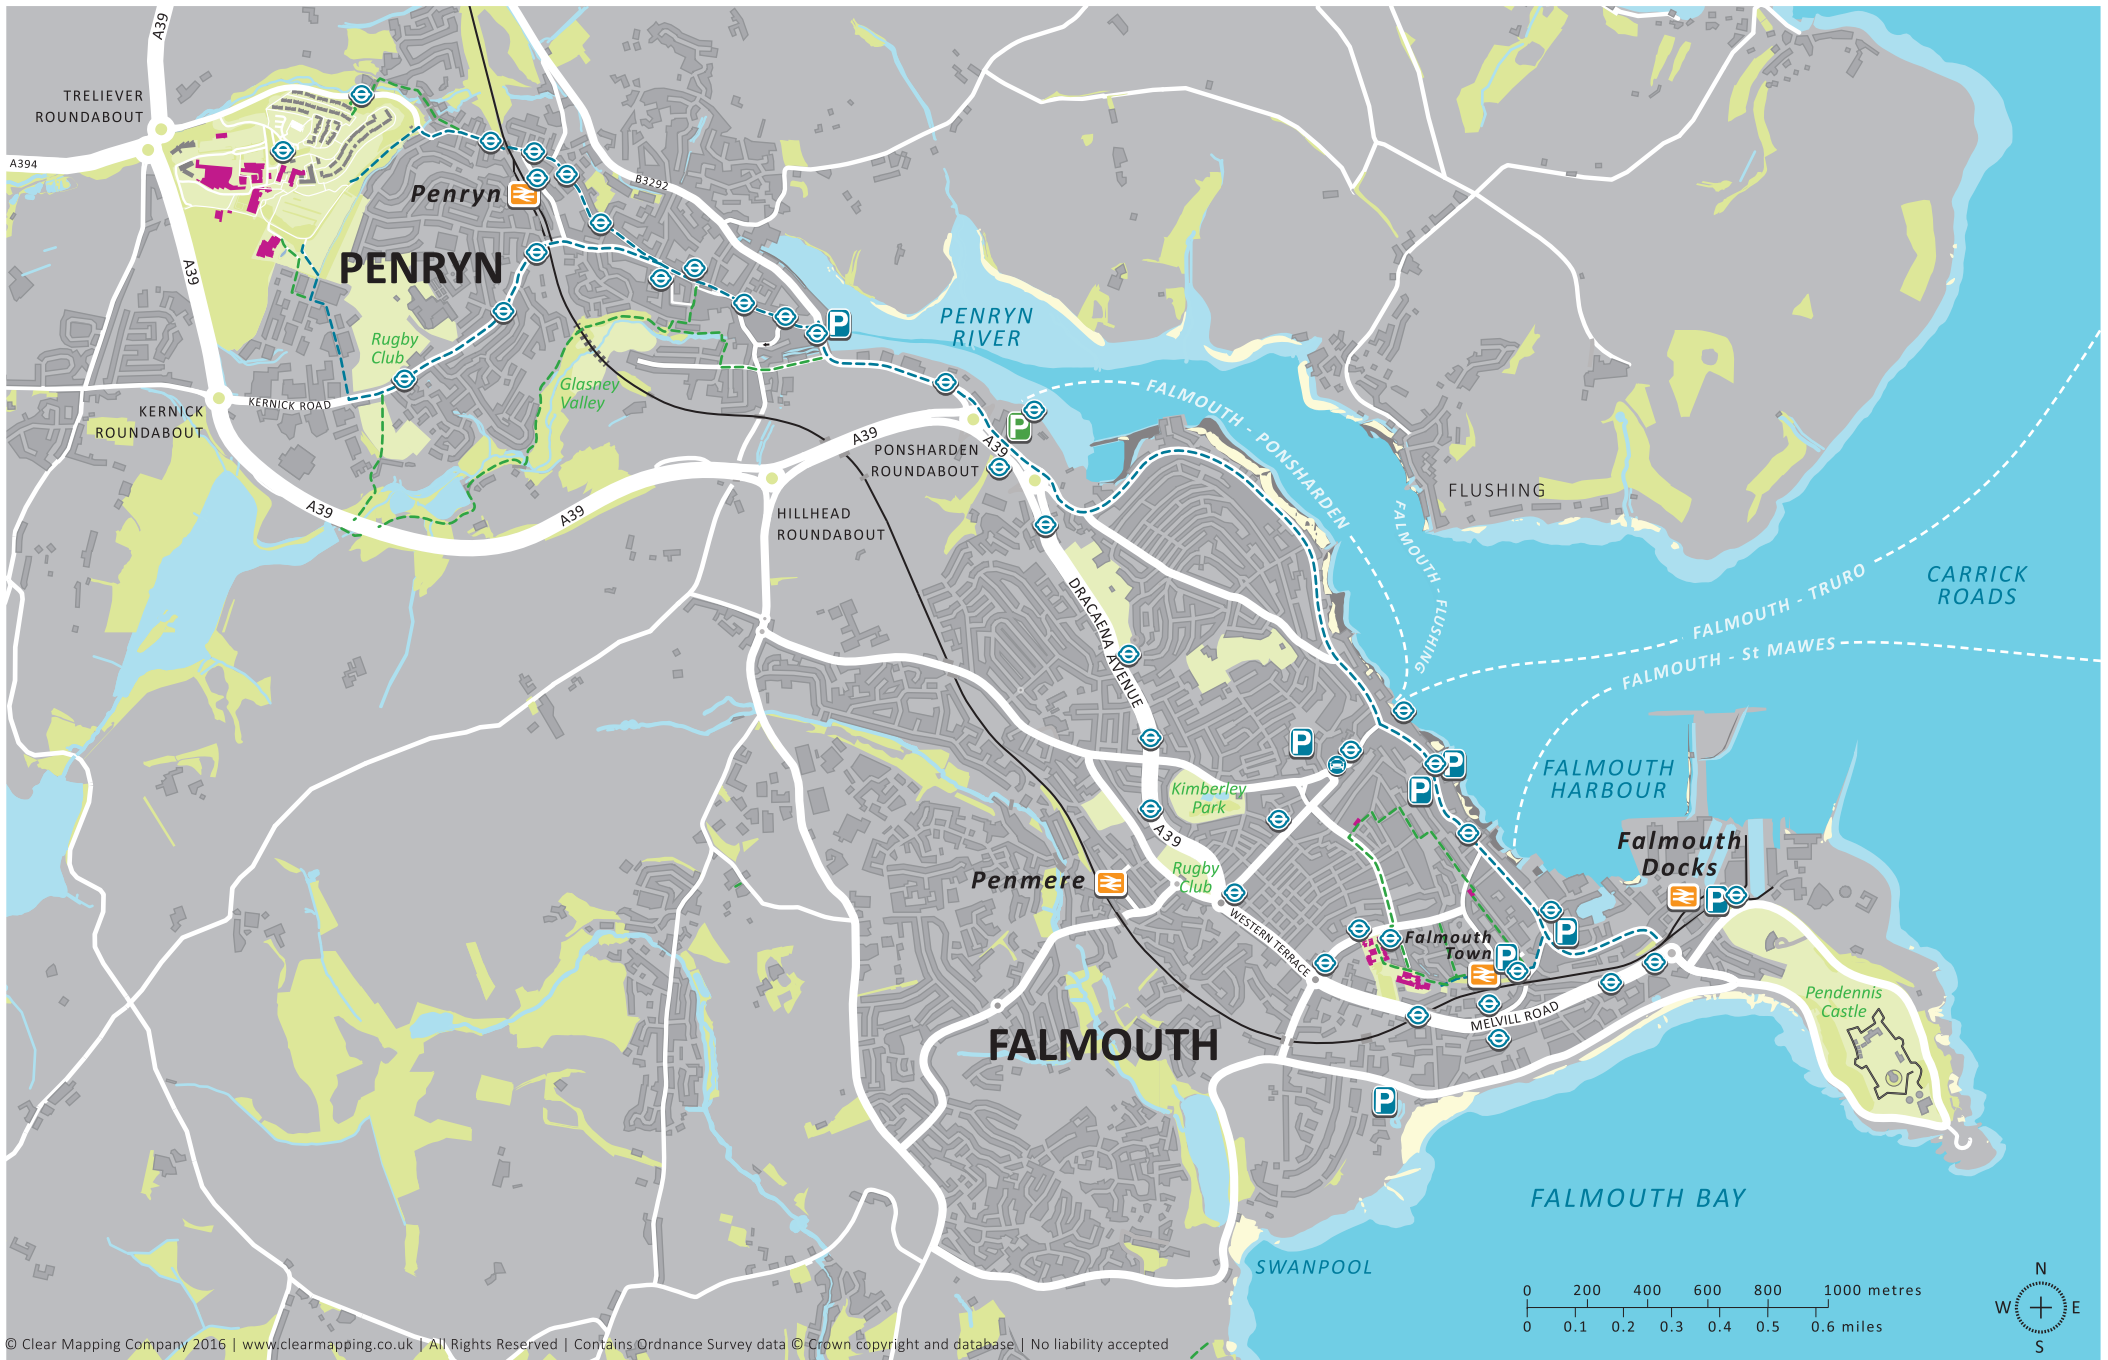 A39
TRELIEVER
ROUNDABOUT
A394
B3292
Penryn
PENRYN
A39
PENRYN
RIVER
P
Rugby
Club
Glasney
Valley
KERNICK ROAD
KERNICK
ROUNDABOUT
FALMOUTH - PONSHARDEN
P
A39
A39
PONSHARDEN
ROUNDABOUT
FLUSHING
A39
A39
HILLHEAD
ROUNDABOUT
FALMOUTH - FLUSHING
CARRICK
ROADS
FALMOUTH - TRURO
FALMOUTH - St MAWES
DRACAENA AVENUE
P
P
P
FALMOUTH
HARBOUR
Kimberley
Park
A39
Falmouth
Docks
P
Rugby
Club
Penmere
WESTERN TERRACE
Falmouth
Town
P
P
MELVILL ROAD
Pendennis
Castle
FALMOUTH
P
FALMOUTH BAY
SWANPOOL
0 200 400 600 800 1000 metres
0 0.1 0.2 0.3 0.4 0.5 0.6 miles
N
W
E
S
© Clear Mapping Company 2016 | www.clearmapping.co.uk | All Rights Reserved | Contains Ordnance Survey data © Crown copyright and database | No liability accepted